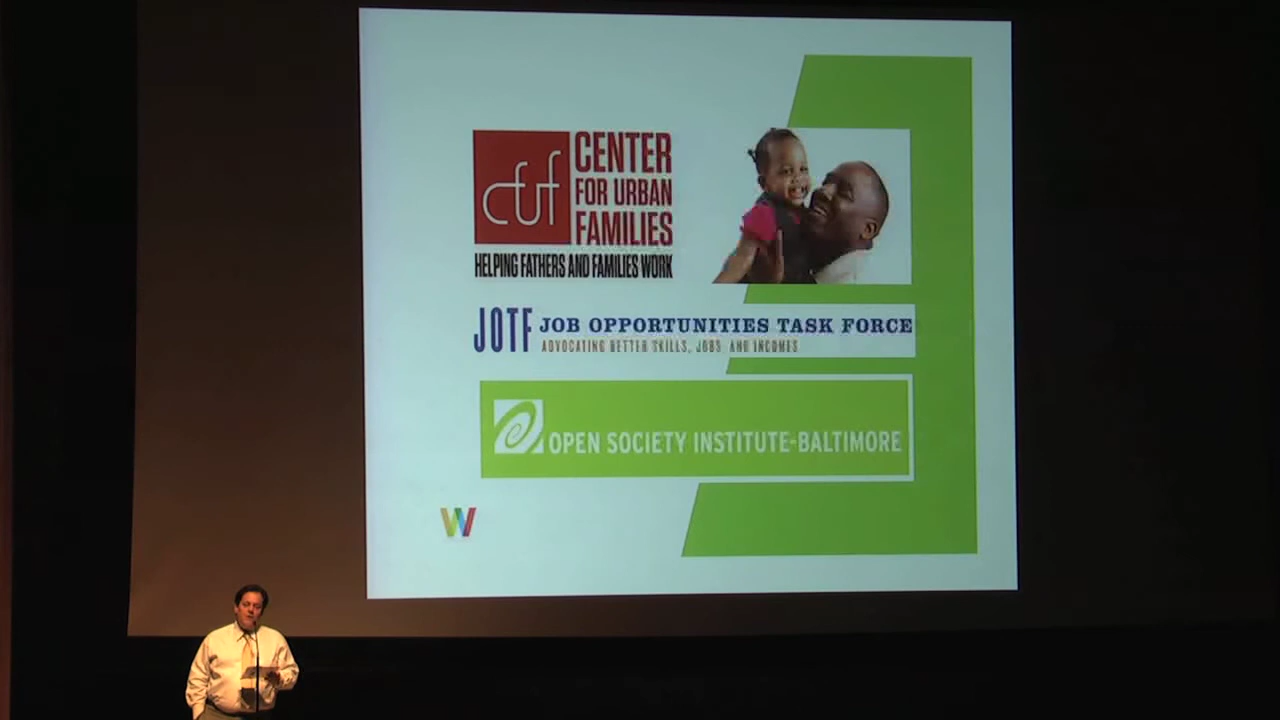 cfuf
CENTER
FOR URBAN
FAMILIES
HELPING FATHERS AND FAMILIES WORK
JOTF JOB OPPORTUNITIES TASK FORCE
ADVOCATING BETTER SKILLS, JOBS AND INCOMES
OPEN SOCIETY INSTITUTE-BALTIMORE
W